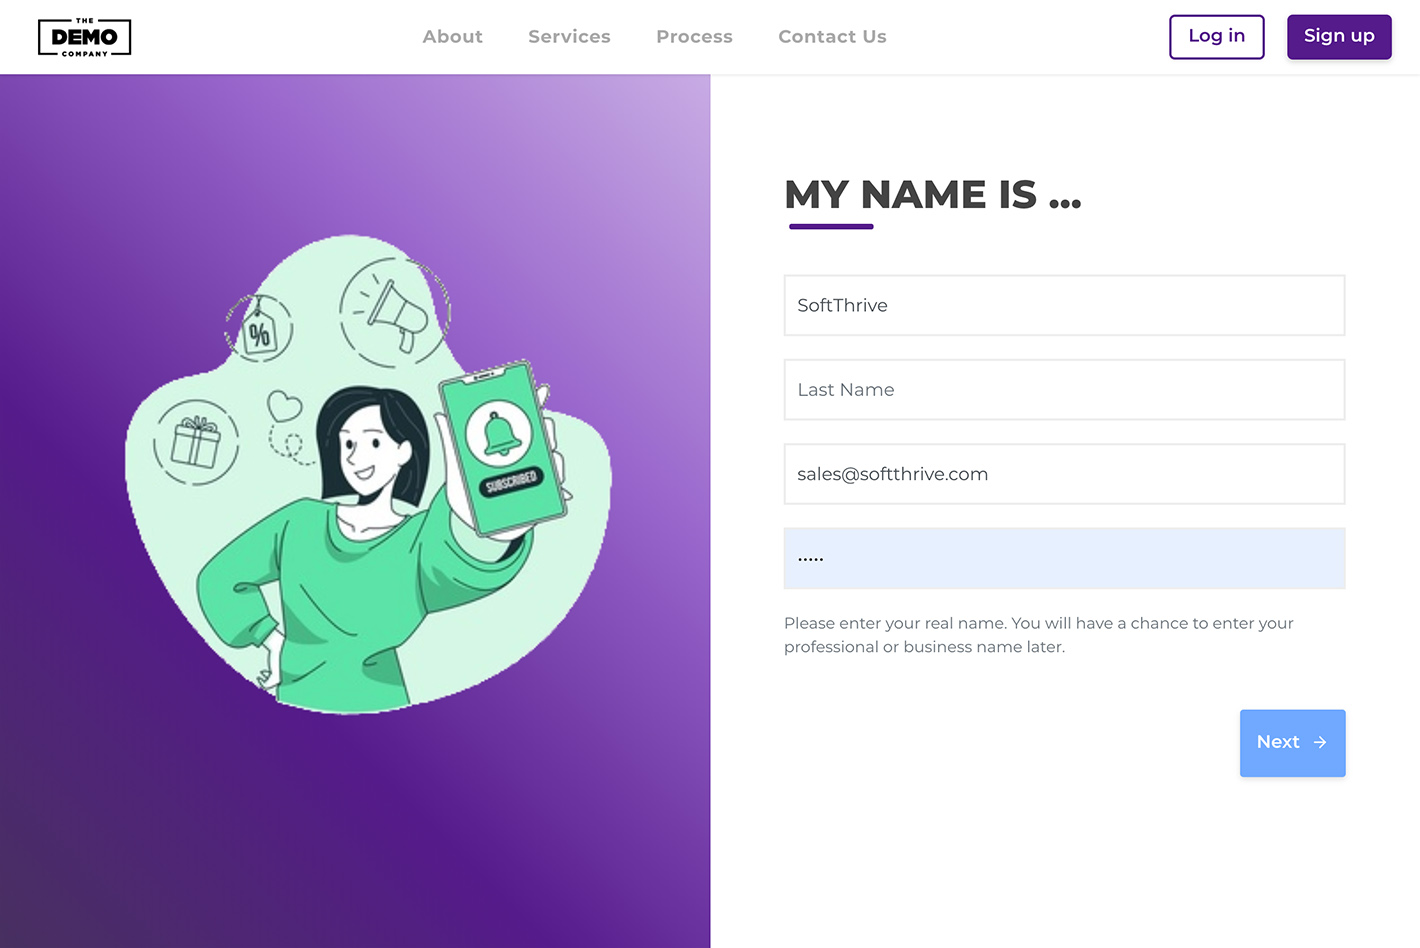 THE
DEMO
COMPANY
About
Services
Process
Contact Us
Log in
Sign up
%
SUBSCRIBED
MY NAME IS ...
SoftThrive
Last Name
sales@softthrive.com
•••••
Please enter your real name. You will have a chance to enter your
professional or business name later.
Next →